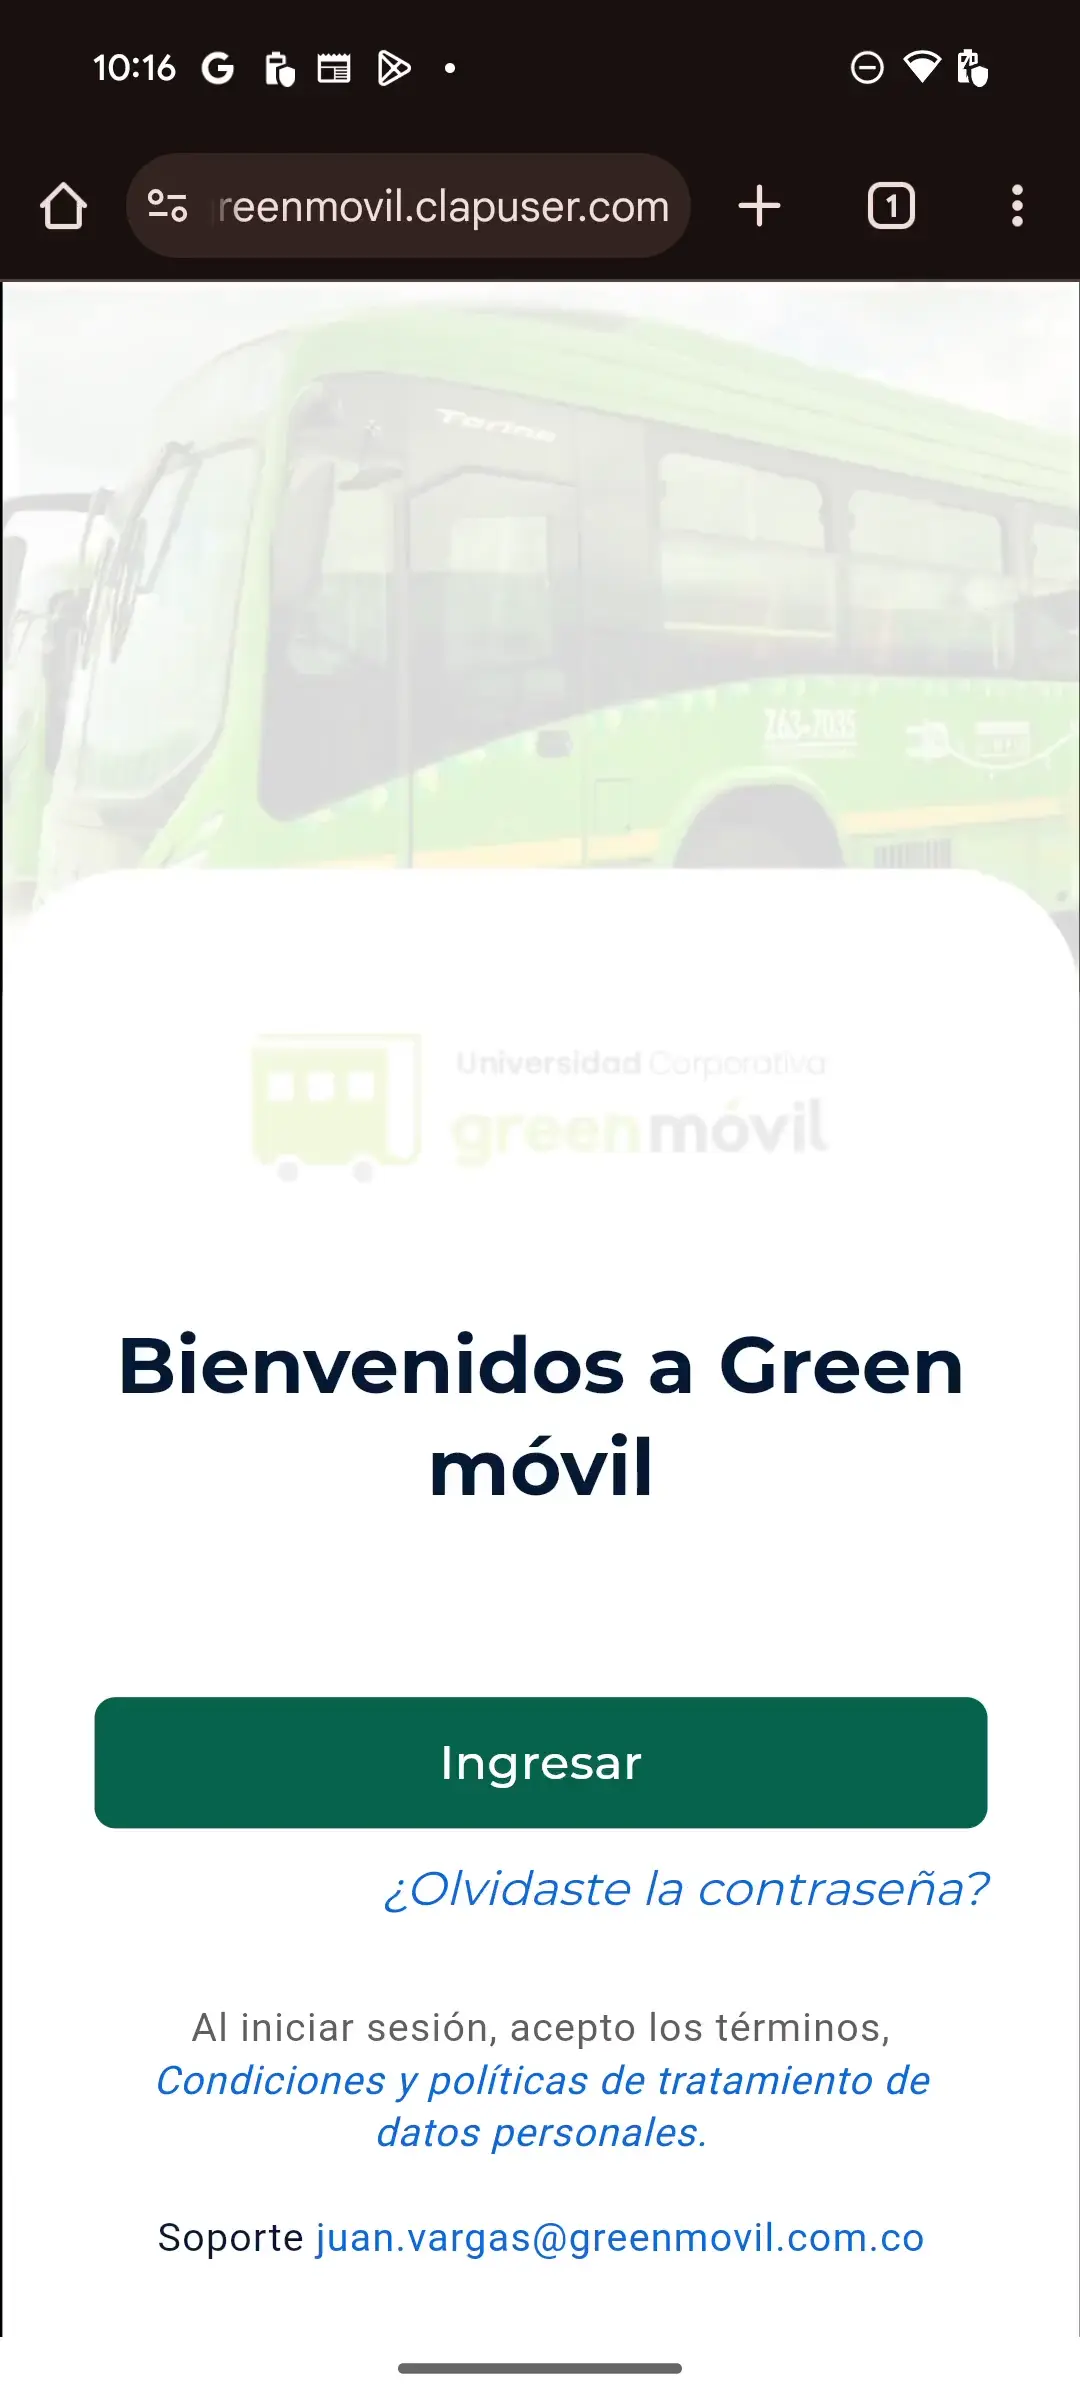 10:16
reenmovil.clapuser.com
1
Torino
Z63-7035
Universidad Corporativa
greenmóvil
Bienvenidos a Green
móvil
Ingresar
¿Olvidaste la contraseña?
Al iniciar sesión, acepto los términos,
Condiciones y políticas de tratamiento de
datos personales.
Soporte juan.vargas@greenmovil.com.co